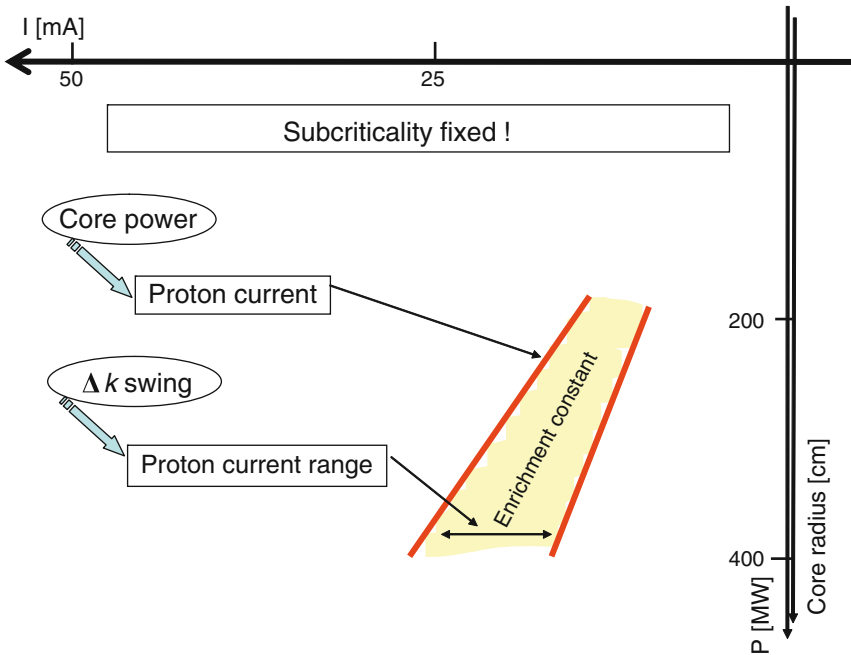 I [mA]
50
25
Subcriticality fixed !
Core power
Proton current
200
Δ k swing
Enrichment constant
Proton current range
Core radius [cm]
400
P [MW]